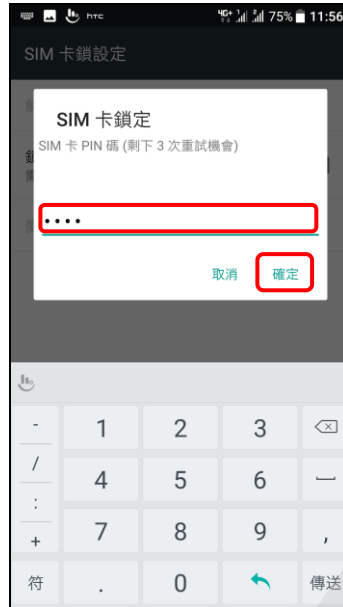 hTC 4G+ 75% 11:56
SIM 卡鎖設定
SIM 卡鎖定
SIM 卡 PIN 碼 (剩下 3 次重試機會)
••••
取消 確定
- 1 2 3
/ 4 5 6
:
+ 7 8 9 ,
符 . 0 傳送